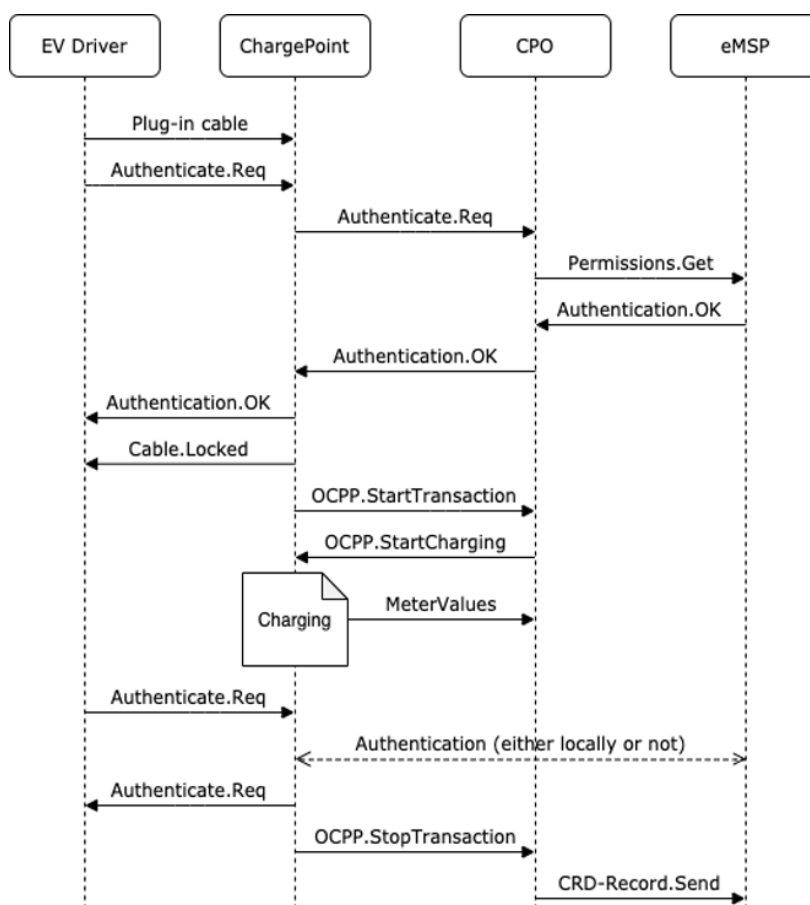 EV Driver
ChargePoint
CPO
eMSP
Plug-in cable
Authenticate.Req
Authenticate.Req
Permissions.Get
Authentication.OK
Authentication.OK
Authentication.OK
Cable.Locked
OCPP.StartTransaction
OCPP.StartCharging
Charging
MeterValues
Authenticate.Req
Authentication (either locally or not)
Authenticate.Req
OCPP.StopTransaction
CRD-Record.Send